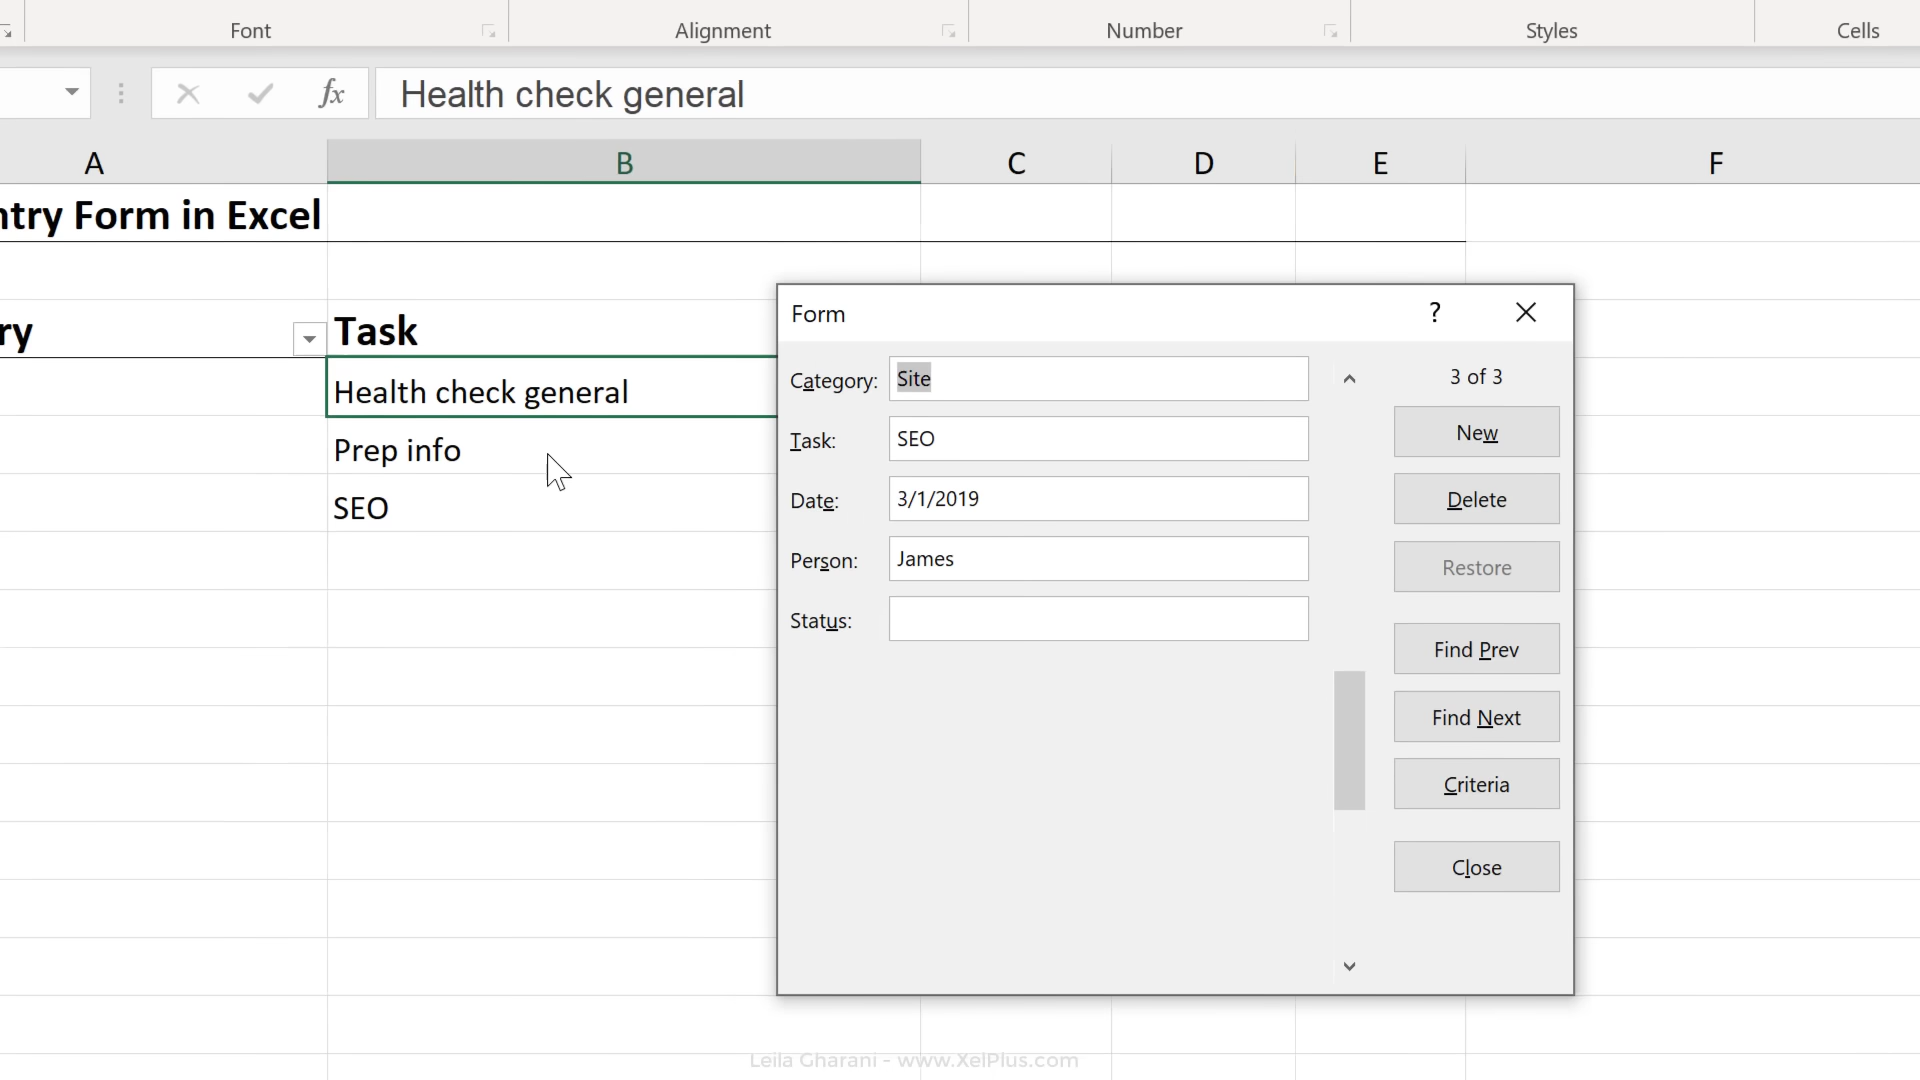 Font Alignment Number Styles Cells
fx Health check general
A B C D E F
ntry Form in Excel
ry Task
Health check general
Prep info
SEO
Form ?
Category: Site
Task: SEO
Date: 3/1/2019
Person: James
Status:
3 of 3
New
Delete
Restore
Find Prev
Find Next
Criteria
Close
Leila Gharani - www.XelPlus.com